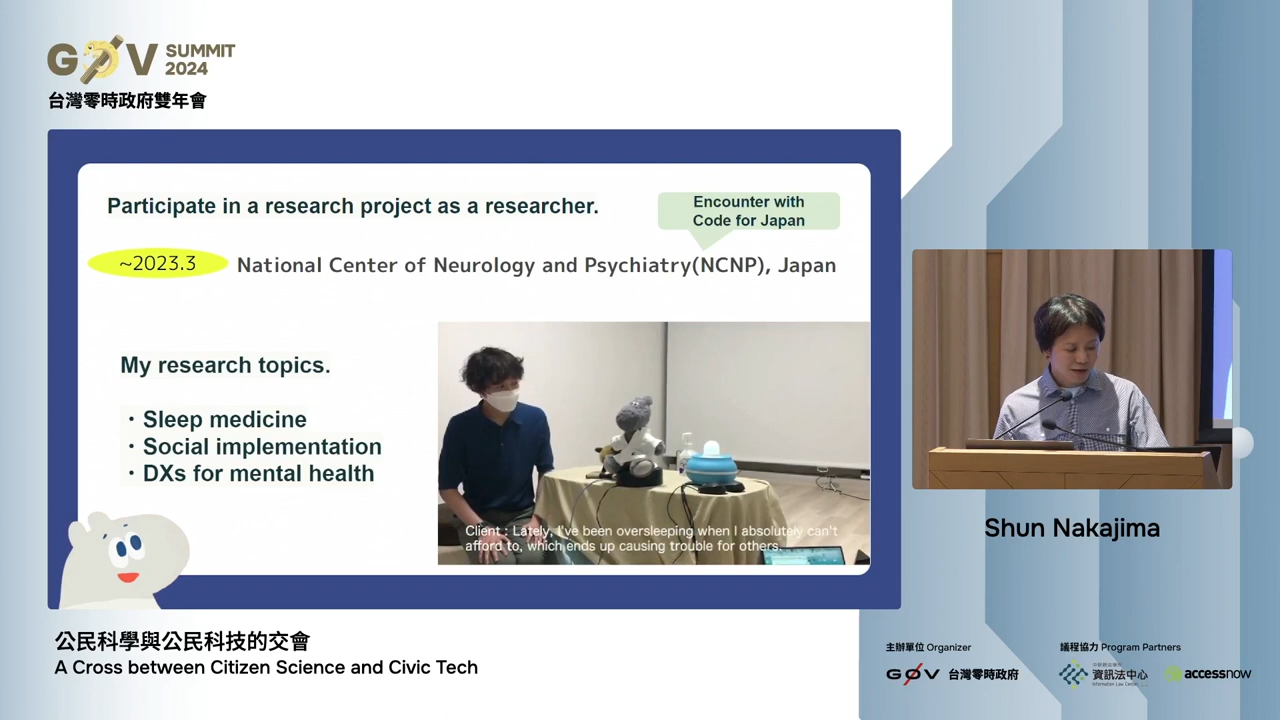 GØV SUMMIT 2024
台灣零時政府雙年會
Participate in a research project as a researcher.
Encounter with
Code for Japan
~2023.3
National Center of Neurology and Psychiatry(NCNP), Japan
My research topics.
・Sleep medicine
・Social implementation
・DXs for mental health
Client : Lately, I've been oversleeping when I absolutely can't
afford to, which ends up causing trouble for others.
Shun Nakajima
公民科學與公民科技的交會
A Cross between Citizen Science and Civic Tech
主辦單位 Organizer
GØV 台灣零時政府
議程協力 Program Partners
資訊法中心
Information Law Center
accessnow